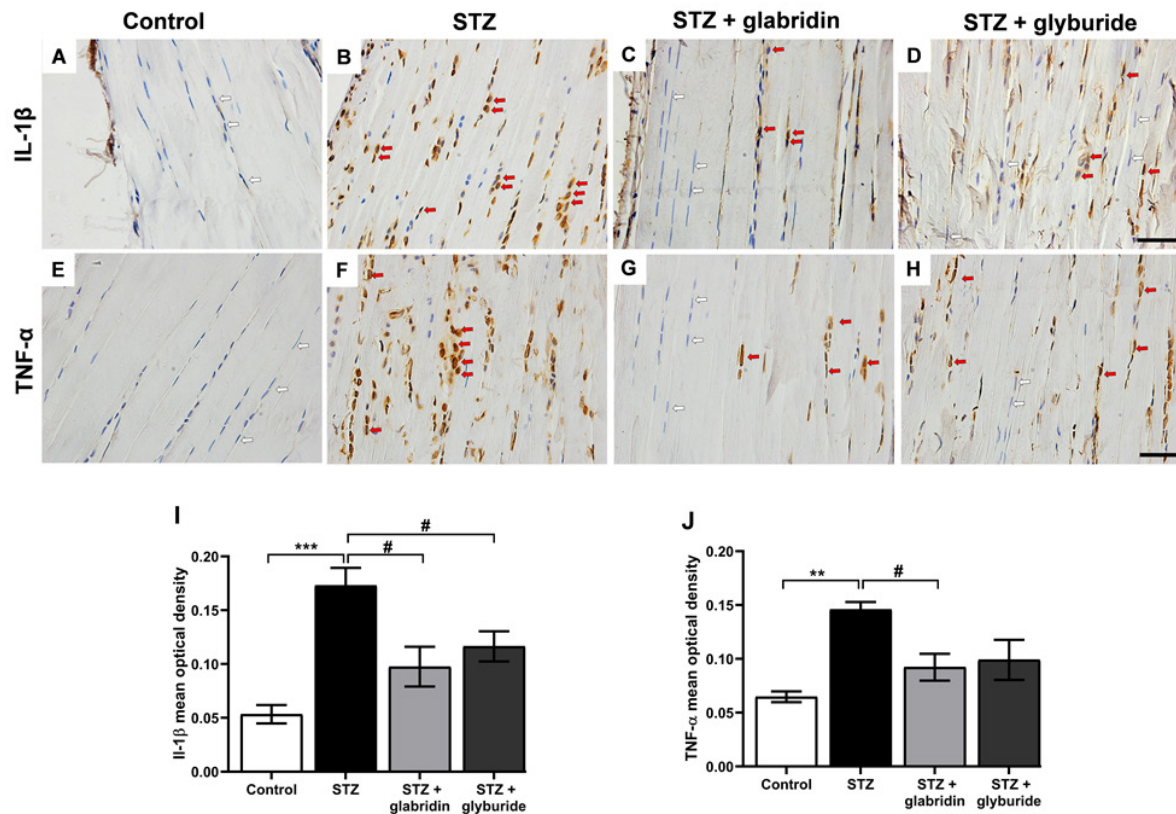 Control
STZ
STZ + glabridin
STZ + glyburide
IL-1β
A
B
C
D
TNF-α
E
F
G
H
I
Il-1β mean optical density
0.20
0.15
0.10
0.05
0.00
***
#
#
Control
STZ
STZ +
glabridin
STZ +
glyburide
J
TNF-α mean optical density
0.20
0.15
0.10
0.05
0.00
**
#
Control
STZ
STZ +
glabridin
STZ +
glyburide